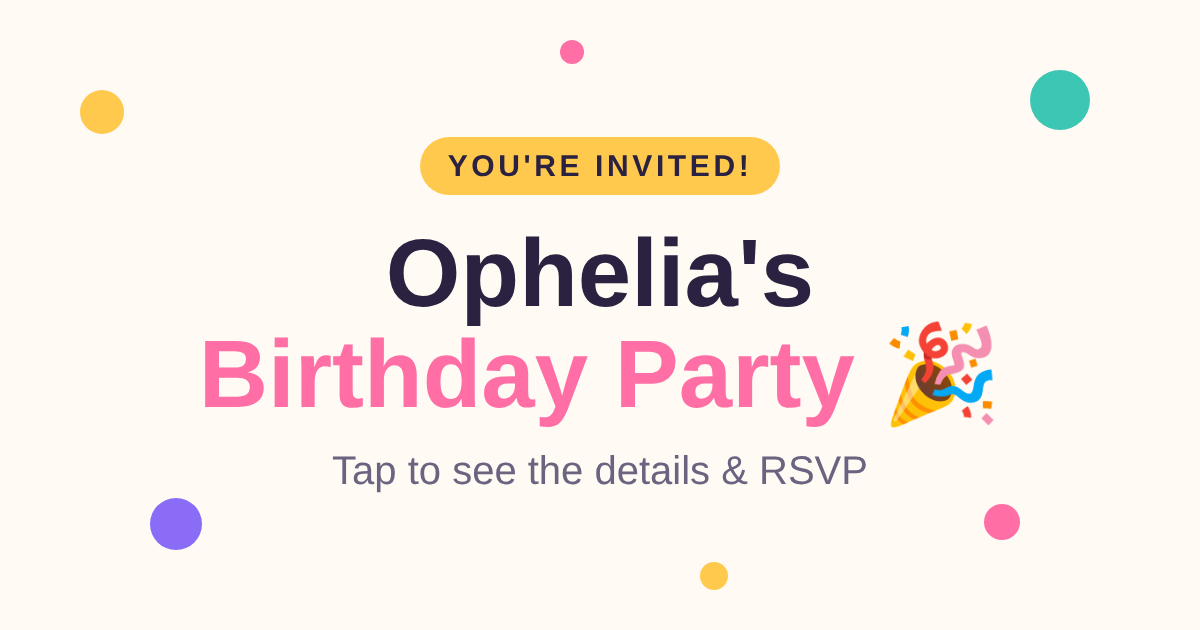 YOU'RE INVITED!
Ophelia's
Birthday Party 🎉
Tap to see the details & RSVP